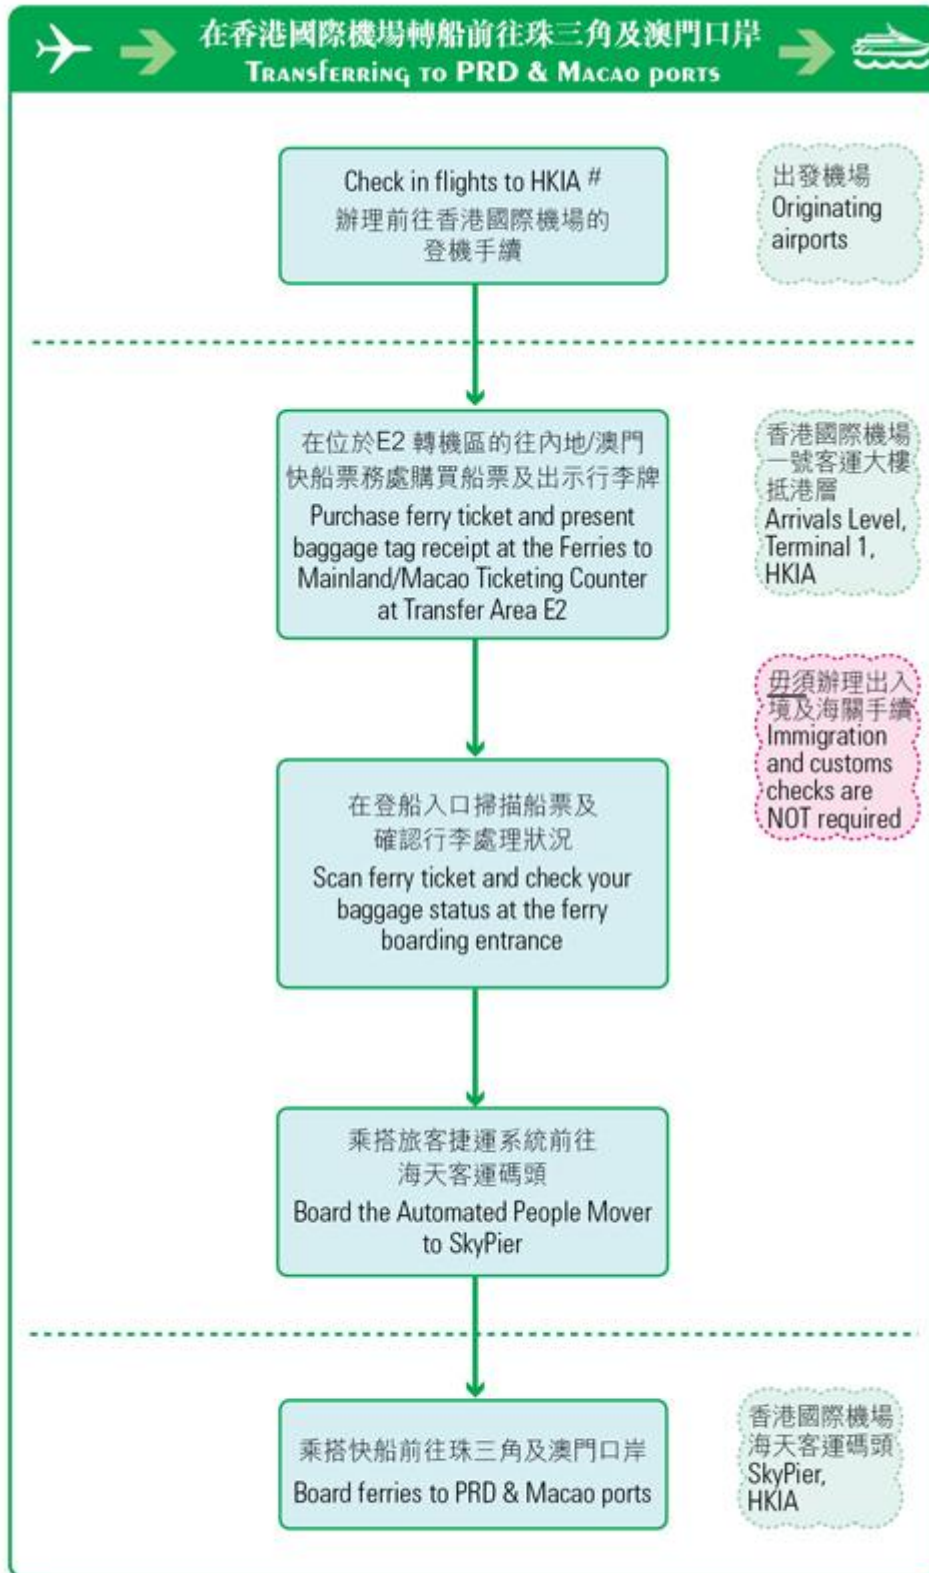 在香港國際機場轉船前往珠三角及澳門口岸
Transferring to PRD & Macao ports
Check in flights to HKIA #
辦理前往香港國際機場的
登機手續
出發機場
Originating
airports
在位於E2 轉機區的往內地/澳門
快船票務處購買船票及出示行李牌
Purchase ferry ticket and present
baggage tag receipt at the Ferries to
Mainland/Macao Ticketing Counter
at Transfer Area E2
香港國際機場
一號客運大樓
抵港層
Arrivals Level,
Terminal 1,
HKIA
毋須辦理出入
境及海關手續
Immigration
and customs
checks are
NOT required
在登船入口掃描船票及
確認行李處理狀況
Scan ferry ticket and check your
baggage status at the ferry
boarding entrance
乘搭旅客捷運系統前往
海天客運碼頭
Board the Automated People Mover
to SkyPier
乘搭快船前往珠三角及澳門口岸
Board ferries to PRD & Macao ports
香港國際機場
海天客運碼頭
SkyPier,
HKIA